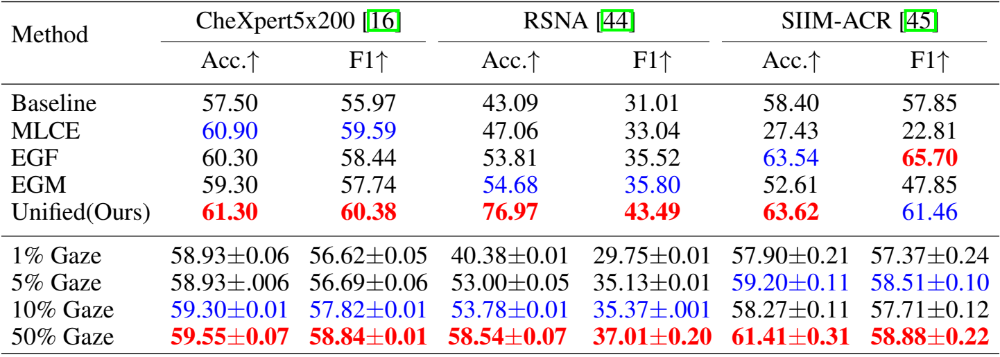 Method CheXpert5x200 [16] RSNA [44] SIIM-ACR [45]
Acc.↑ F1↑ Acc.↑ F1↑ Acc.↑ F1↑
Baseline 57.50 55.97 43.09 31.01 58.40 57.85
MLCE 60.90 59.59 47.06 33.04 27.43 22.81
EGF 60.30 58.44 53.81 35.52 63.54 65.70
EGM 59.30 57.74 54.68 35.80 52.61 47.85
Unified(Ours) 61.30 60.38 76.97 43.49 63.62 61.46
1% Gaze 58.93±0.06 56.62±0.05 40.38±0.01 29.75±0.01 57.90±0.21 57.37±0.24
5% Gaze 58.93±.006 56.69±0.06 53.00±0.05 35.13±0.01 59.20±0.11 58.51±0.10
10% Gaze 59.30±0.01 57.82±0.01 53.78±0.01 35.37±.001 58.27±0.11 57.71±0.12
50% Gaze 59.55±0.07 58.84±0.01 58.54±0.07 37.01±0.20 61.41±0.31 58.88±0.22